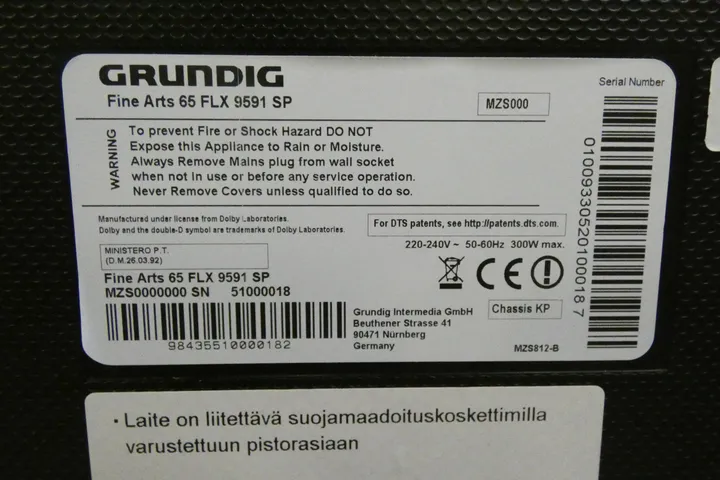 GRUNDIG
Fine Arts 65 FLX 9591 SP
MZS000
Serial Number
WARNING
To prevent Fire or Shock Hazard DO NOT
Expose this Appliance to Rain or Moisture.
Always Remove Mains plug from wall socket
when not in use or before any service operation.
Never Remove Covers unless qualified to do so.
Manufactured under license from Dolby Laboratories.
Dolby and the double-D symbol are trademarks of Dolby Laboratories.
For DTS patents, see http://patents.dts.com.
MINISTERO P.T.
(D.M.26.03.92)
220-240V ~ 50-60Hz 300W max.
Fine Arts 65 FLX 9591 SP
MZS0000000 SN 51000018
98435510000182
Grundig Intermedia GmbH
Beuthener Strasse 41
90471 Nürnberg
Germany
Chassis KP
MZS812-B
01009330520100018 7
· Laite on liitettävä suojamaadoituskoskettimilla
varustettuun pistorasiaan